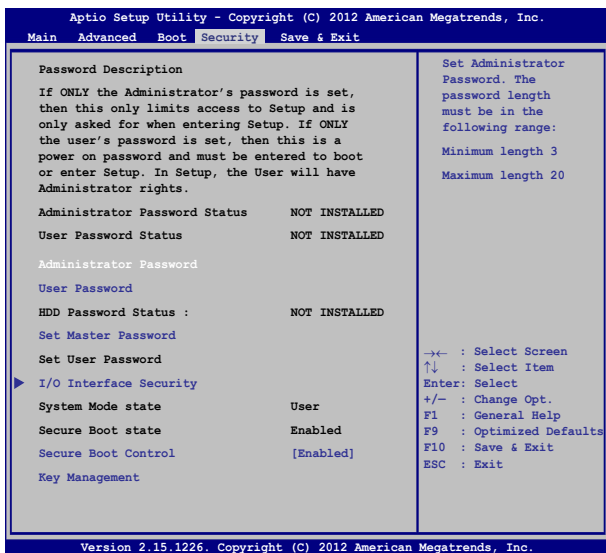 Aptio Setup Utility - Copyright (C) 2012 American Megatrends, Inc.
Main Advanced Boot Security Save & Exit
Password Description
If ONLY the Administrator's password is set,
then this only limits access to Setup and is
only asked for when entering Setup. If ONLY
the user's password is set, then this is a
power on password and must be entered to boot
or enter Setup. In Setup, the User will have
Administrator rights.
Administrator Password Status NOT INSTALLED
User Password Status NOT INSTALLED
Administrator Password
User Password
HDD Password Status : NOT INSTALLED
Set Master Password
Set User Password
I/O Interface Security
System Mode state User
Secure Boot state Enabled
Secure Boot Control [Enabled]
Key Management
Set Administrator
Password. The
password length
must be in the
following range:
Minimum length 3
Maximum length 20
→← : Select Screen
↑↓ : Select Item
Enter: Select
+/— : Change Opt.
F1 : General Help
F9 : Optimized Defaults
F10 : Save & Exit
ESC : Exit
Version 2.15.1226. Copyright (C) 2012 American Megatrends, Inc.